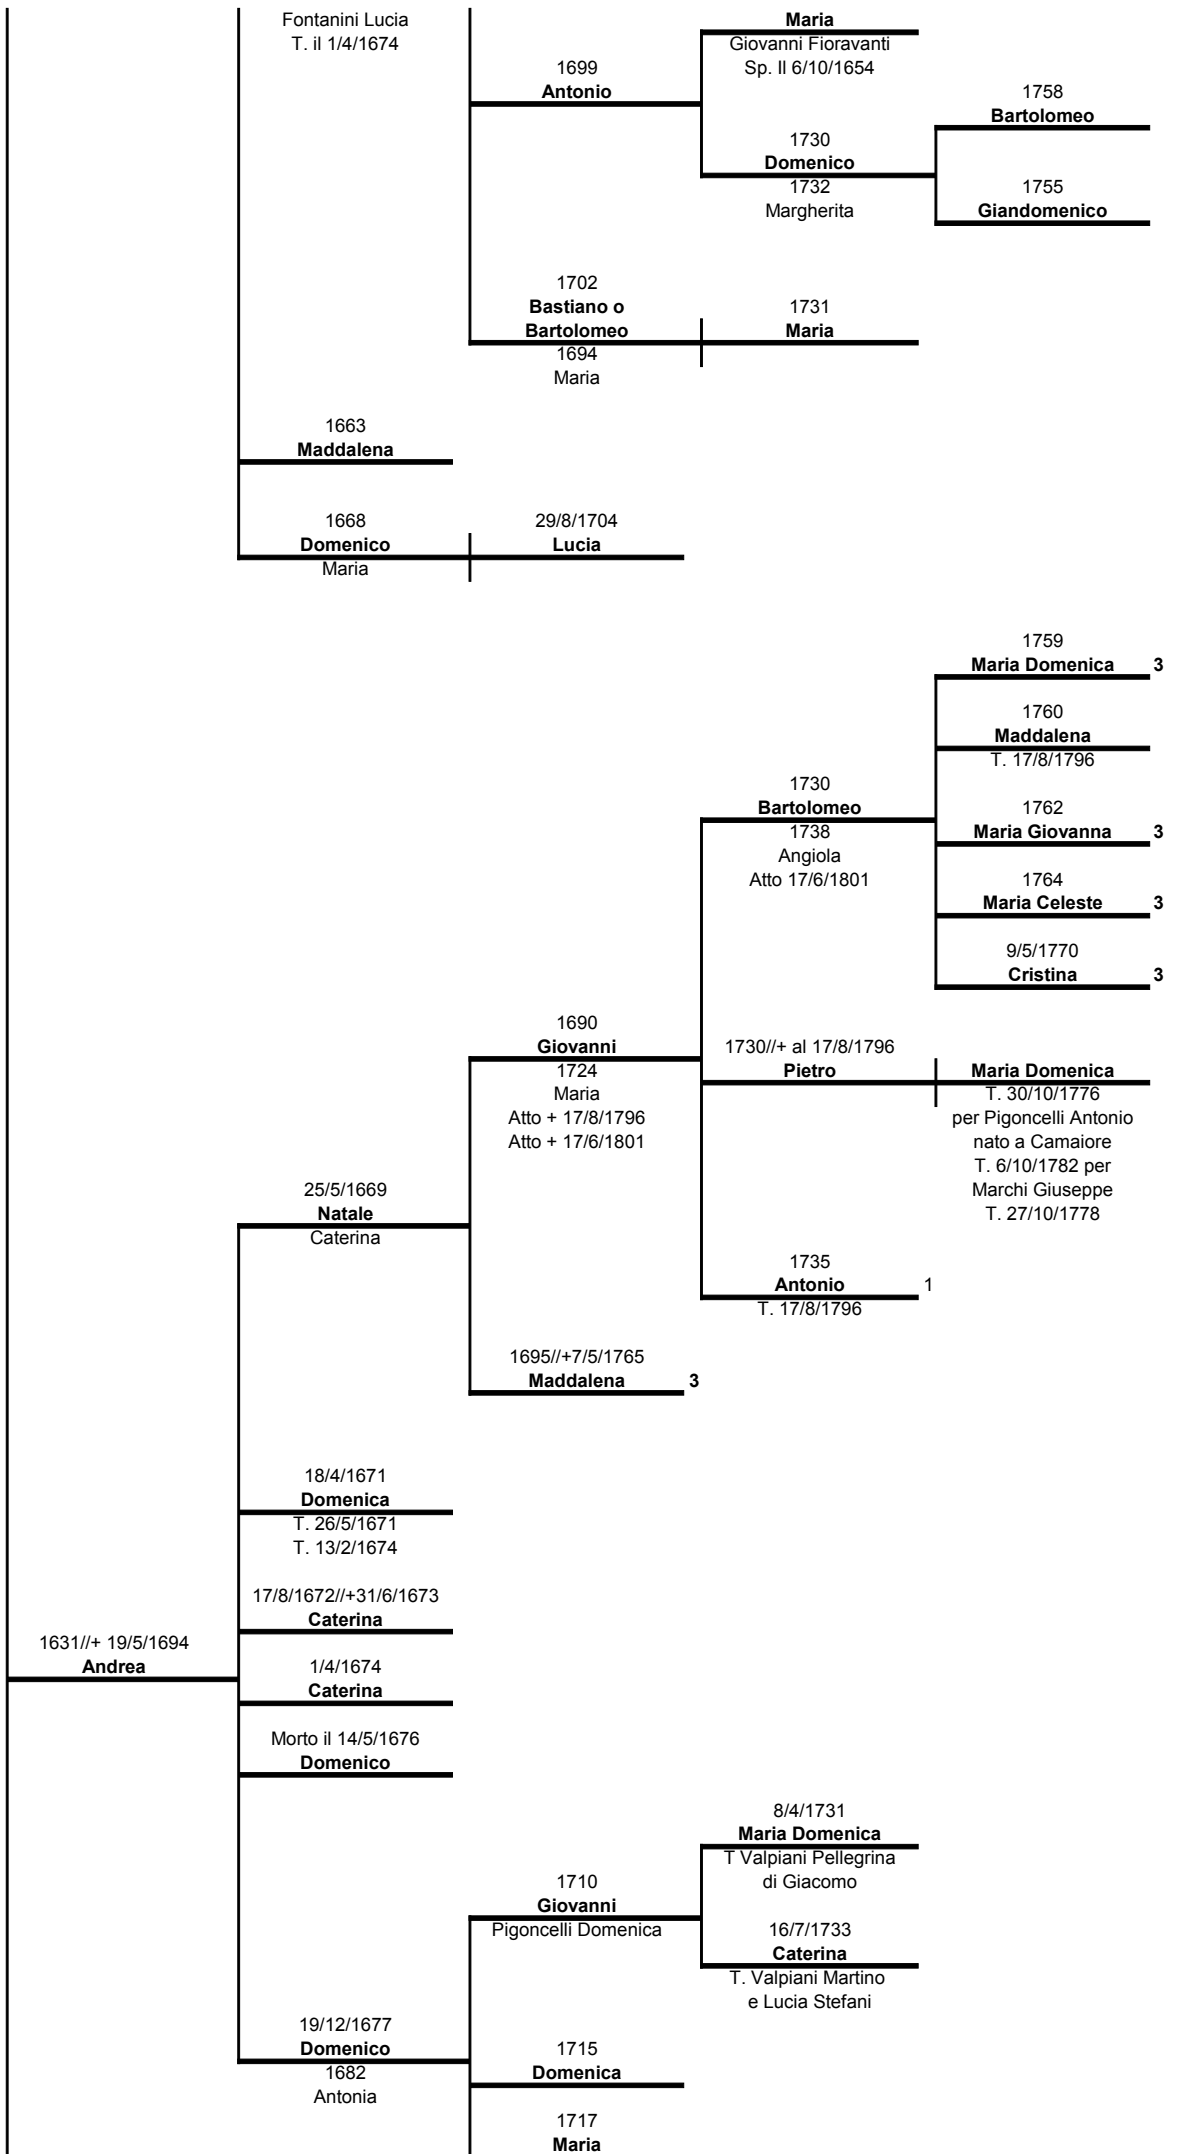 Fontanini Lucia
T. il 1/4/1674
Maria
Giovanni Fioravanti
Sp. Il 6/10/1654
1699
Antonio
1758
Bartolomeo
1730
Domenico
1732
Margherita
1755
Giandomenico
1702
Bastiano o
Bartolomeo
1694
Maria
1731
Maria
1663
Maddalena
1668
Domenico
Maria
29/8/1704
Lucia
1759
Maria Domenica 3
1760
Maddalena
T. 17/8/1796
1730
Bartolomeo
1738
Angiola
Atto 17/6/1801
1762
Maria Giovanna 3
1764
Maria Celeste 3
9/5/1770
Cristina 3
1690
Giovanni
1724
Maria
Atto + 17/8/1796
Atto + 17/6/1801
1730//+ al 17/8/1796
Pietro
Maria Domenica
T. 30/10/1776
per Pigoncelli Antonio
nato a Camaiore
T. 6/10/1782 per
Marchi Giuseppe
T. 27/10/1778
25/5/1669
Natale
Caterina
1735
Antonio 1
T. 17/8/1796
1695//+7/5/1765
Maddalena 3
18/4/1671
Domenica
T. 26/5/1671
T. 13/2/1674
17/8/1672//+31/6/1673
Caterina
1631//+ 19/5/1694
Andrea
1/4/1674
Caterina
Morto il 14/5/1676
Domenico
8/4/1731
Maria Domenica
T Valpiani Pellegrina
di Giacomo
1710
Giovanni
Pigoncelli Domenica
16/7/1733
Caterina
T. Valpiani Martino
e Lucia Stefani
19/12/1677
Domenico
1682
Antonia
1715
Domenica
1717
Maria